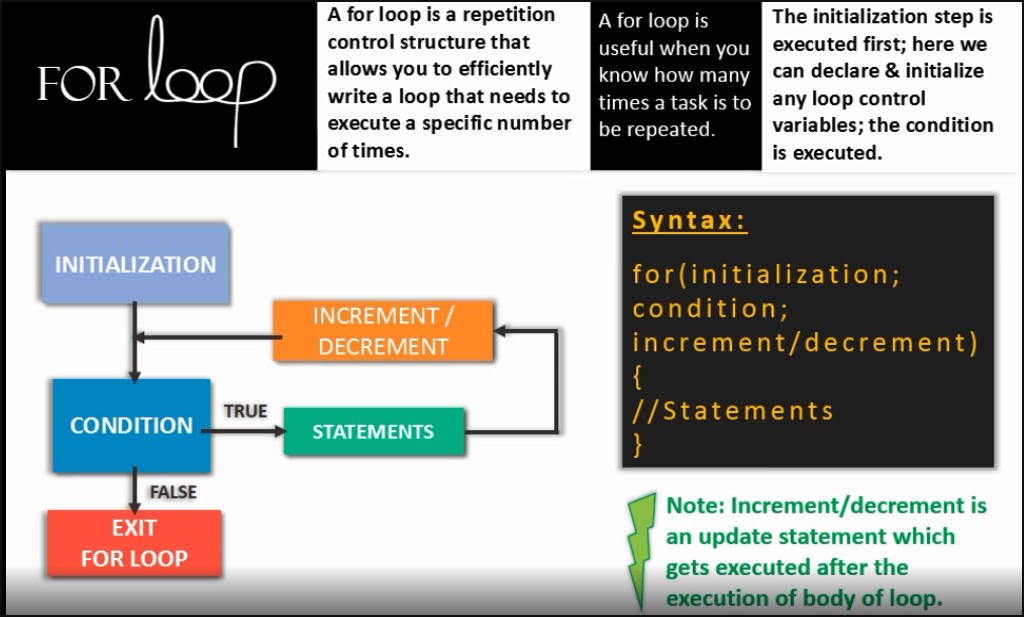 FOR loop
A for loop is a repetition
control structure that
allows you to efficiently
write a loop that needs to
execute a specific number
of times.
A for loop is
useful when you
know how many
times a task is to
be repeated.
The initialization step is
executed first; here we
can declare & initialize
any loop control
variables; the condition
is executed.
INITIALIZATION
INCREMENT /
DECREMENT
CONDITION
TRUE
STATEMENTS
FALSE
EXIT
FOR LOOP
Syntax:
for(initialization;
condition;
increment/decrement)
{
//Statements
}
Note: Increment/decrement is
an update statement which
gets executed after the
execution of body of loop.